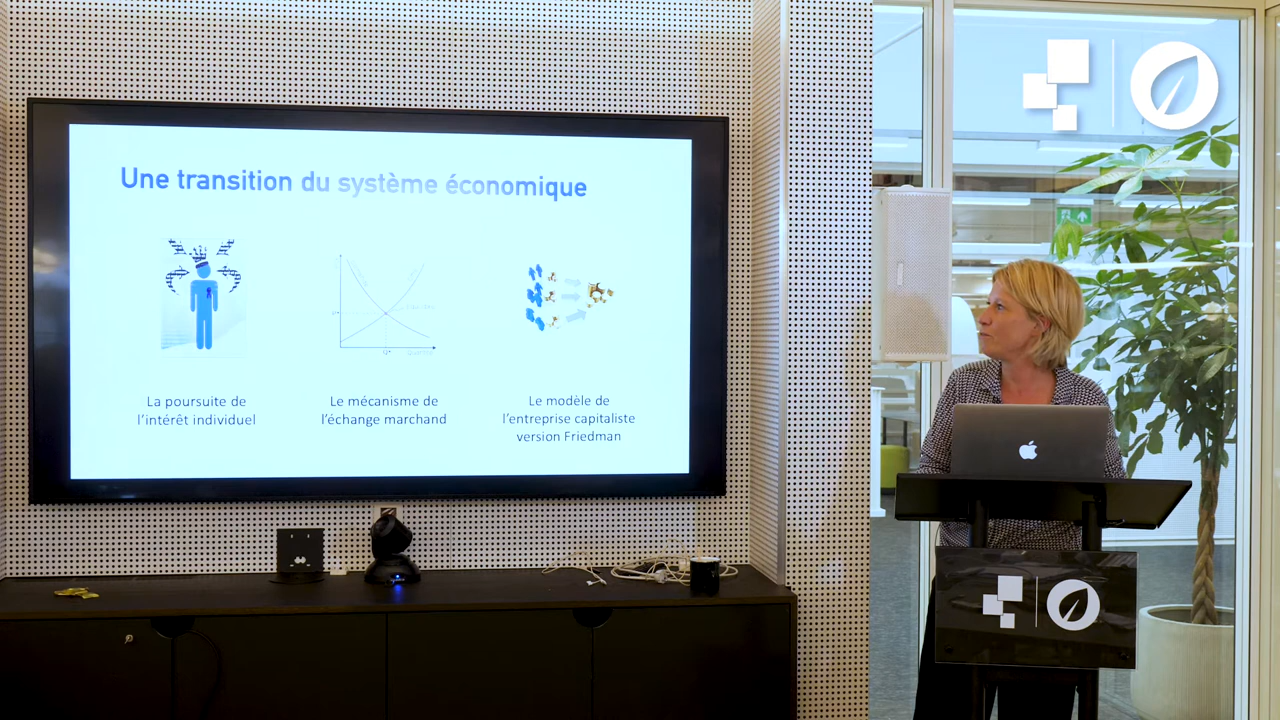 Une transition du système économique
La poursuite de
l'intérêt individuel
Le mécanisme de
l'échange marchand
Le modèle de
l'entreprise capitaliste
version Friedman